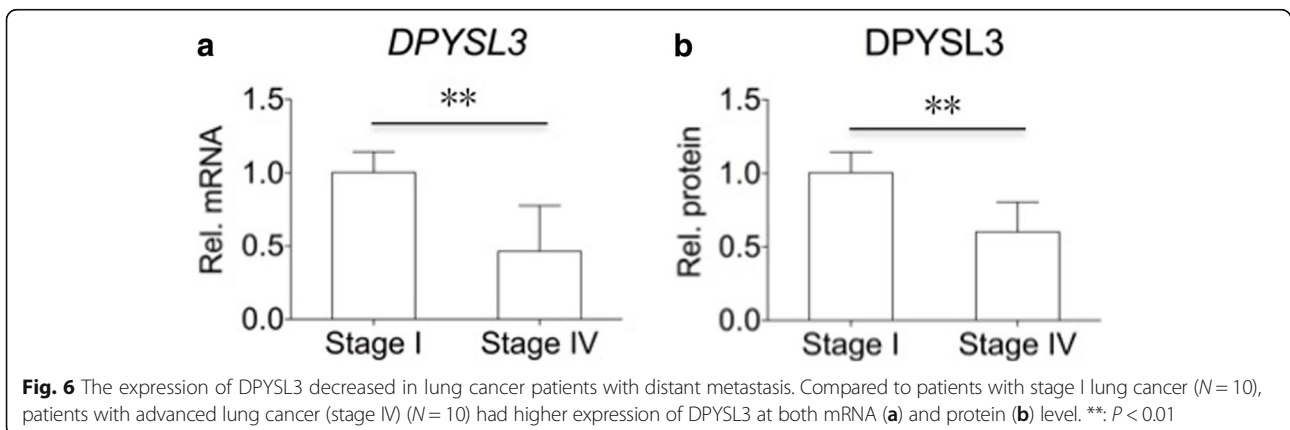 a DPYSL3
Rel. mRNA
1.5
1.0
0.5
0.0
**
Stage I Stage IV
b DPYSL3
Rel. protein
1.5
1.0
0.5
0.0
**
Stage I Stage IV
Fig. 6 The expression of DPYSL3 decreased in lung cancer patients with distant metastasis. Compared to patients with stage I lung cancer (N = 10),
patients with advanced lung cancer (stage IV) (N = 10) had higher expression of DPYSL3 at both mRNA (a) and protein (b) level. **: P < 0.01